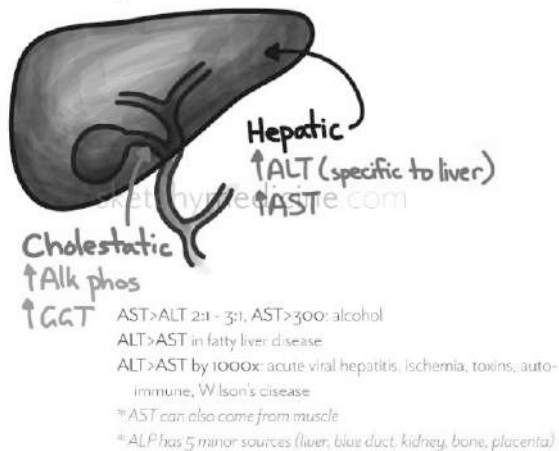 Hepatic
↑ALT (specific to liver)
↑AST
sketchymedicine.com
Cholestatic
↑Alk phos
↑GGT
AST>ALT 2:1 - 3:1, AST>300: alcohol
ALT>AST in fatty liver disease
ALT>AST by 1000x: acute viral hepatitis, ischemia, toxins, auto-
immune, Wilson's disease
* AST can also come from muscle
* ALP has 5 minor sources (liver, blue duct, kidney, bone, placenta)